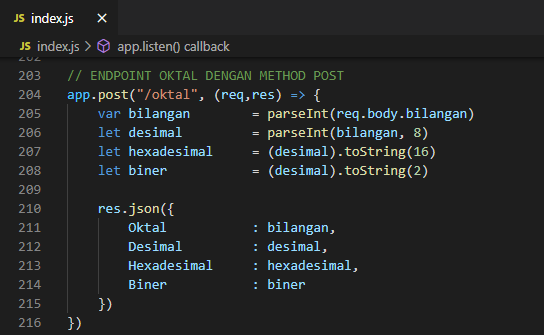 JS index.js ×
JS index.js > app.listen() callback
202
203 // ENDPOINT OKTAL DENGAN METHOD POST
204 app.post("/oktal", (req,res) => {
205     var bilangan        = parseInt(req.body.bilangan)
206     let desimal         = parseInt(bilangan, 8)
207     let hexadesimal     = (desimal).toString(16)
208     let biner           = (desimal).toString(2)
209
210     res.json({
211         Oktal           : bilangan,
212         Desimal         : desimal,
213         Hexadesimal     : hexadesimal,
214         Biner           : biner
215     })
216 })